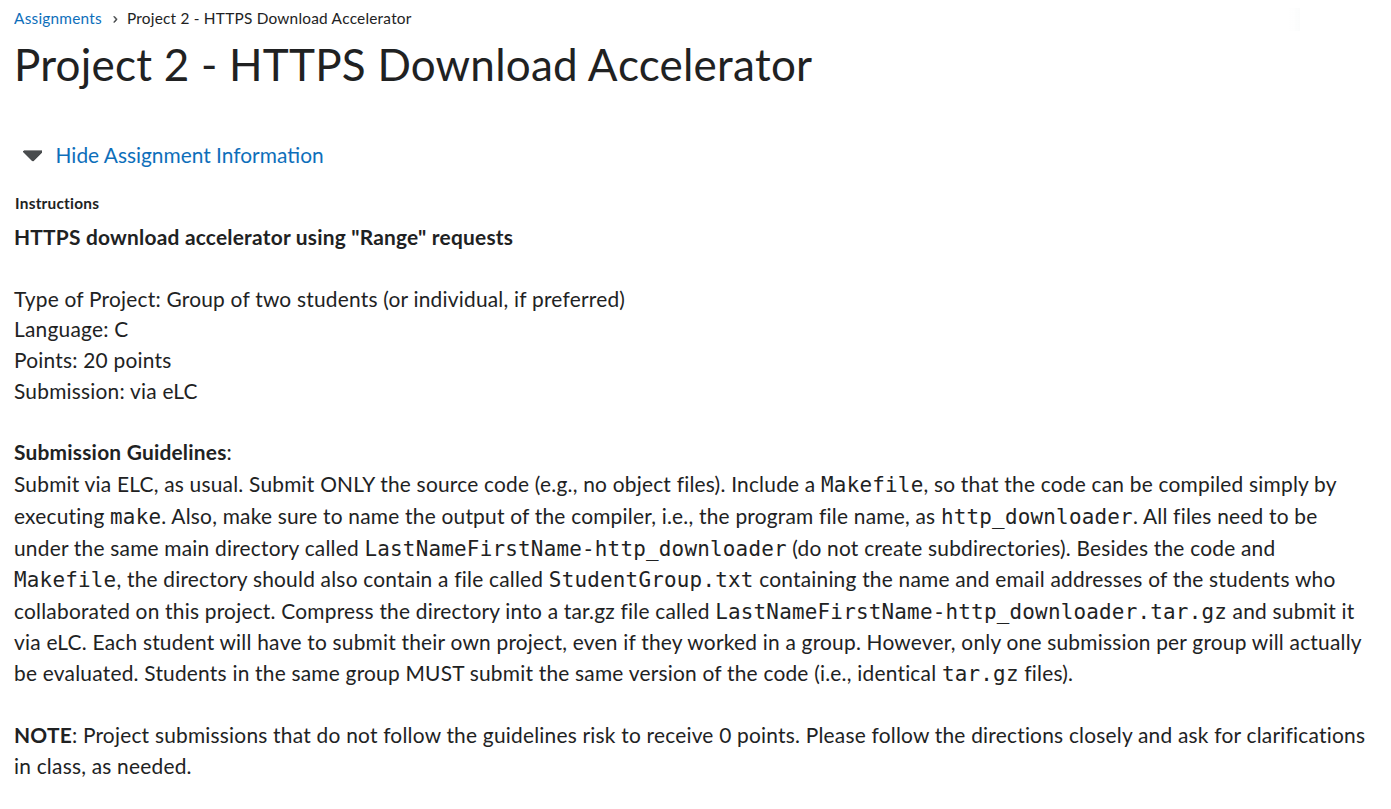 Assignments › Project 2 - HTTPS Download Accelerator
Project 2 - HTTPS Download Accelerator
Hide Assignment Information
Instructions
HTTPS download accelerator using "Range" requests
Type of Project: Group of two students (or individual, if preferred)
Language: C
Points: 20 points
Submission: via eLC
Submission Guidelines:
Submit via ELC, as usual. Submit ONLY the source code (e.g., no object files). Include a Makefile, so that the code can be compiled simply by
executing make. Also, make sure to name the output of the compiler, i.e., the program file name, as http_downloader. All files need to be
under the same main directory called LastNameFirstName-http_downloader (do not create subdirectories). Besides the code and
Makefile, the directory should also contain a file called StudentGroup.txt containing the name and email addresses of the students who
collaborated on this project. Compress the directory into a tar.gz file called LastNameFirstName-http_downloader.tar.gz and submit it
via eLC. Each student will have to submit their own project, even if they worked in a group. However, only one submission per group will actually
be evaluated. Students in the same group MUST submit the same version of the code (i.e., identical tar.gz files).
NOTE: Project submissions that do not follow the guidelines risk to receive 0 points. Please follow the directions closely and ask for clarifications
in class, as needed.